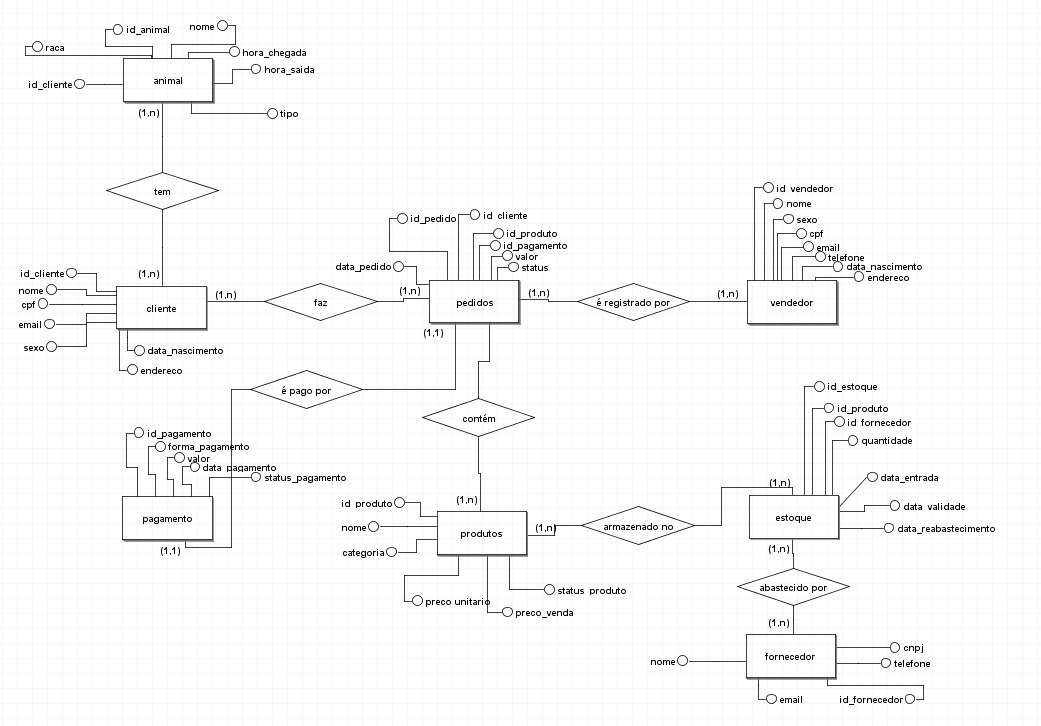 id_animal
nome
raca
hora_chegada
hora_saida
id_cliente
animal
tipo
(1,n)
tem
(1,n)
id_cliente
nome
cpf
email
sexo
cliente
data_nascimento
endereco
(1,n)
faz
(1,n)
id_pedido
id_cliente
id_produto
id_pagamento
valor
status
data_pedido
pedidos
(1,n)
é registrado por
(1,n)
id_vendedor
nome
sexo
cpf
email
telefone
data_nascimento
endereco
vendedor
(1,1)
é pago por
contém
id_pagamento
forma_pagamento
valor
data_pagamento
status_pagamento
pagamento
(1,1)
(1,n)
id_produto
nome
categoria
produtos
preco_unitario
status_produto
preco_venda
(1,n)
armazenado no
(1,n)
id_estoque
id_produto
id_fornecedor
quantidade
data_entrada
data_validade
data_reabastecimento
estoque
(1,n)
abastecido por
(1,n)
fornecedor
nome
cnpj
telefone
email
id_fornecedor